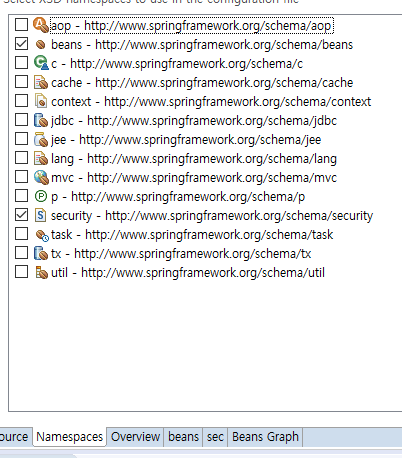 Select XSD namespaces to use in the configuration file
aop - http://www.springframework.org/schema/aop
beans - http://www.springframework.org/schema/beans
c - http://www.springframework.org/schema/c
cache - http://www.springframework.org/schema/cache
context - http://www.springframework.org/schema/context
jdbc - http://www.springframework.org/schema/jdbc
jee - http://www.springframework.org/schema/jee
lang - http://www.springframework.org/schema/lang
mvc - http://www.springframework.org/schema/mvc
p - http://www.springframework.org/schema/p
security - http://www.springframework.org/schema/security
task - http://www.springframework.org/schema/task
tx - http://www.springframework.org/schema/tx
util - http://www.springframework.org/schema/util
ource Namespaces Overview beans sec Beans Graph